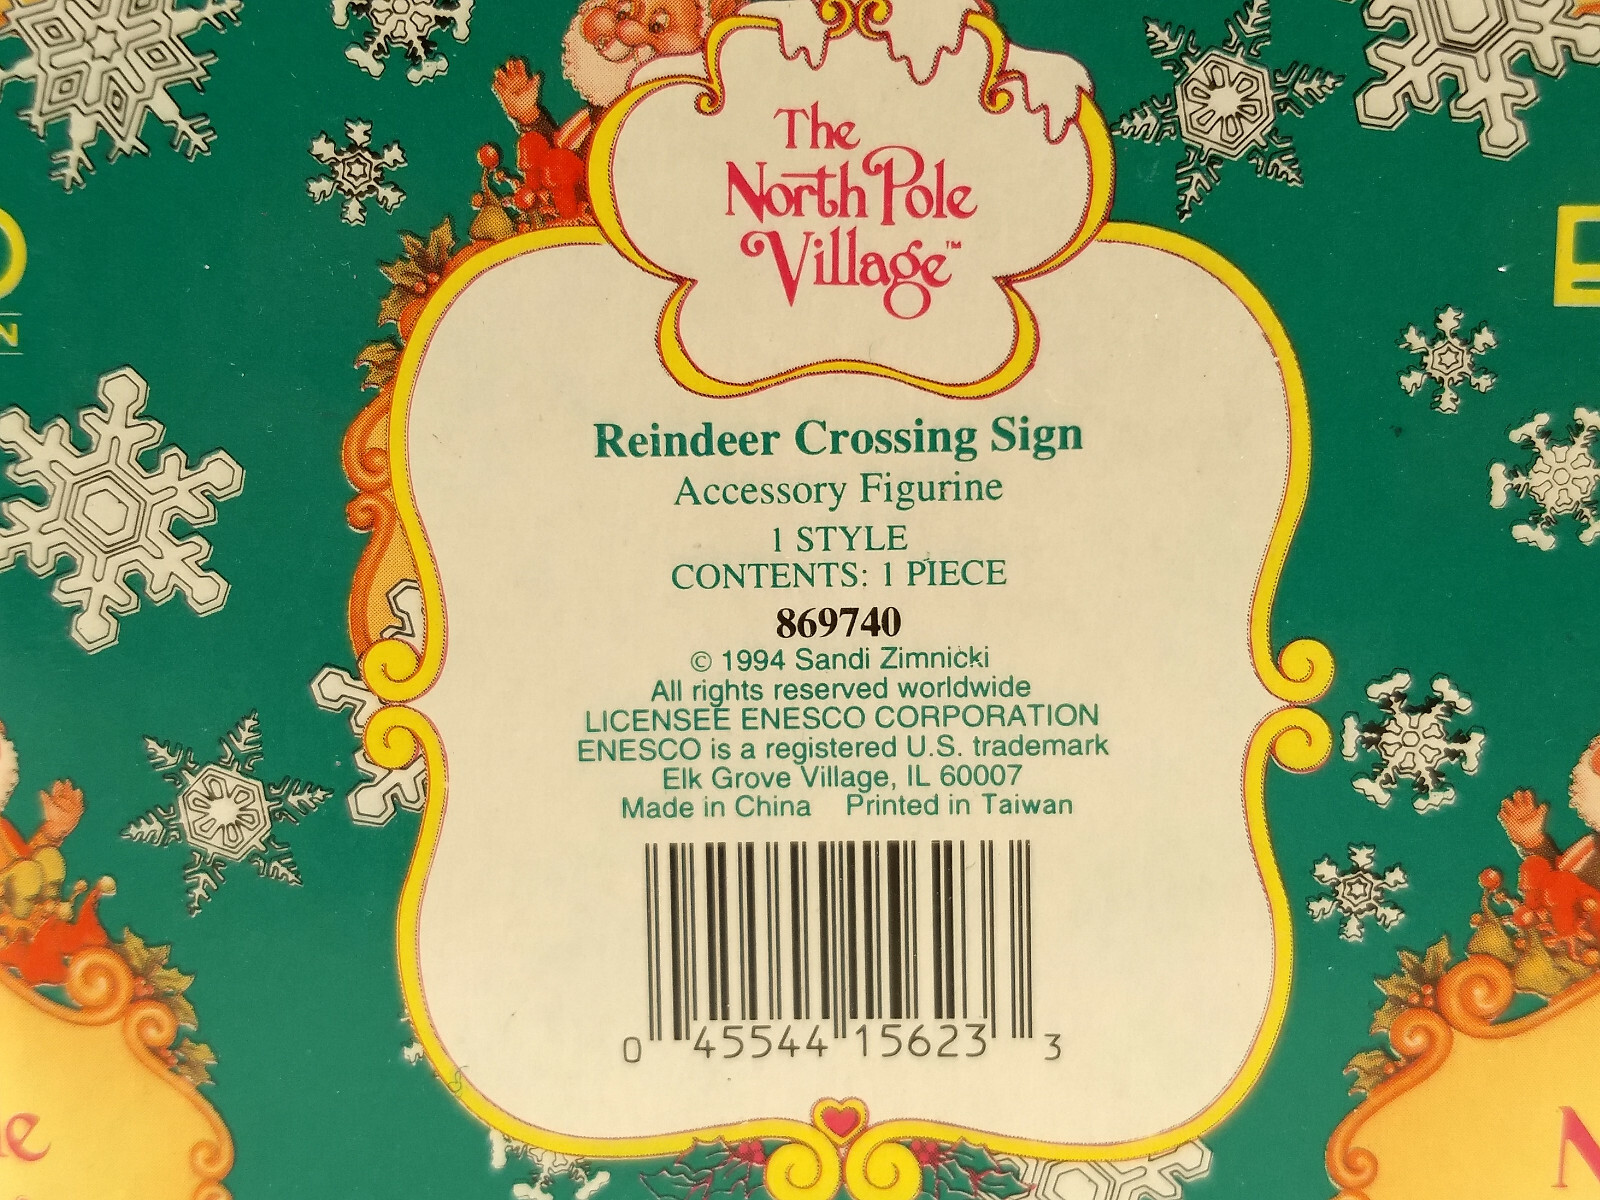 The
North Pole
Village™
Reindeer Crossing Sign
Accessory Figurine
1 STYLE
CONTENTS: 1 PIECE
869740
© 1994 Sandi Zimnicki
All rights reserved worldwide
LICENSEE ENESCO CORPORATION
ENESCO is a registered U.S. trademark
Elk Grove Village, IL 60007
Made in China Printed in Taiwan
0 45544 15623 3